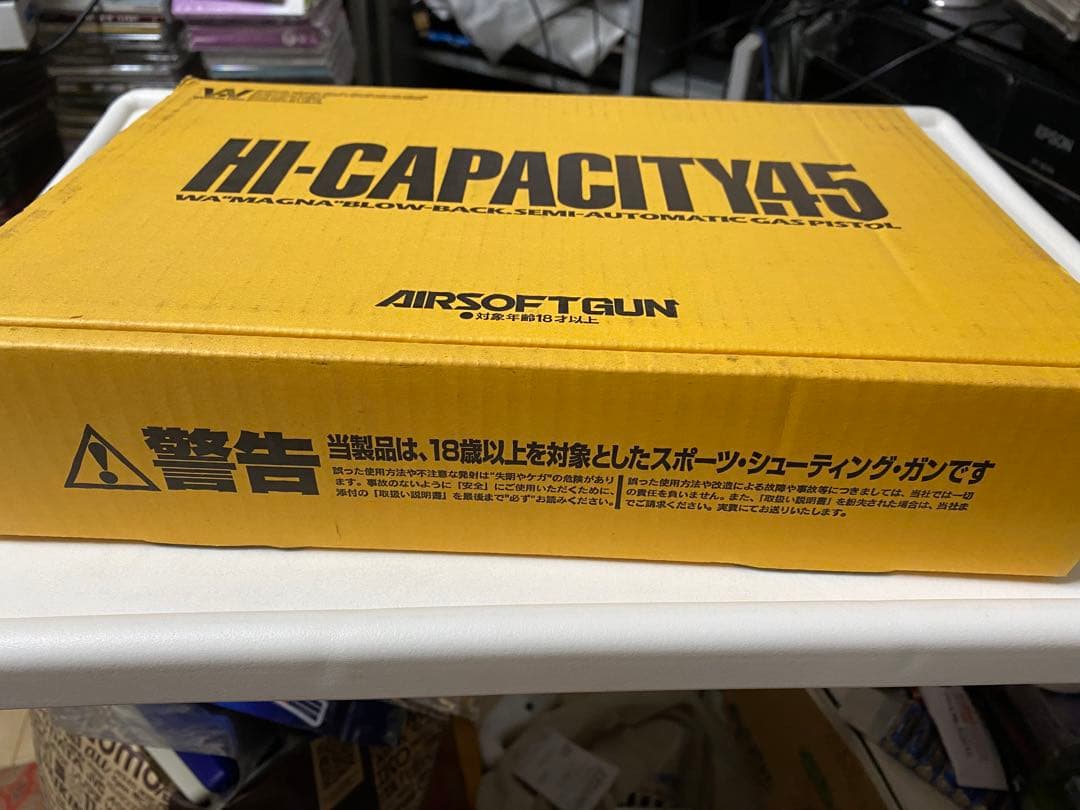 HI-CAPACITY.45
WA"MAGNA"BLOW-BACK.SEMI-AUTOMATIC GAS PISTOL
AIRSOFTGUN
●対象年齢18才以上
警告
当製品は、18歳以上を対象としたスポーツ・シューティング・ガンです
誤った使用方法や不注意な発射は"失明やケガ"の危険があり
ます。事故のないように「安全」にご使用いただくために、
添付の「取扱い説明書」を最後まで"必ず"お読みください。
誤った使用方法や改造による故障や事故等につきましては、当社では一切
の責任を負いません。また、「取扱い説明書」を紛失された場合は、当社ま
でご請求ください。実費にてお送りいたします。
EPSON